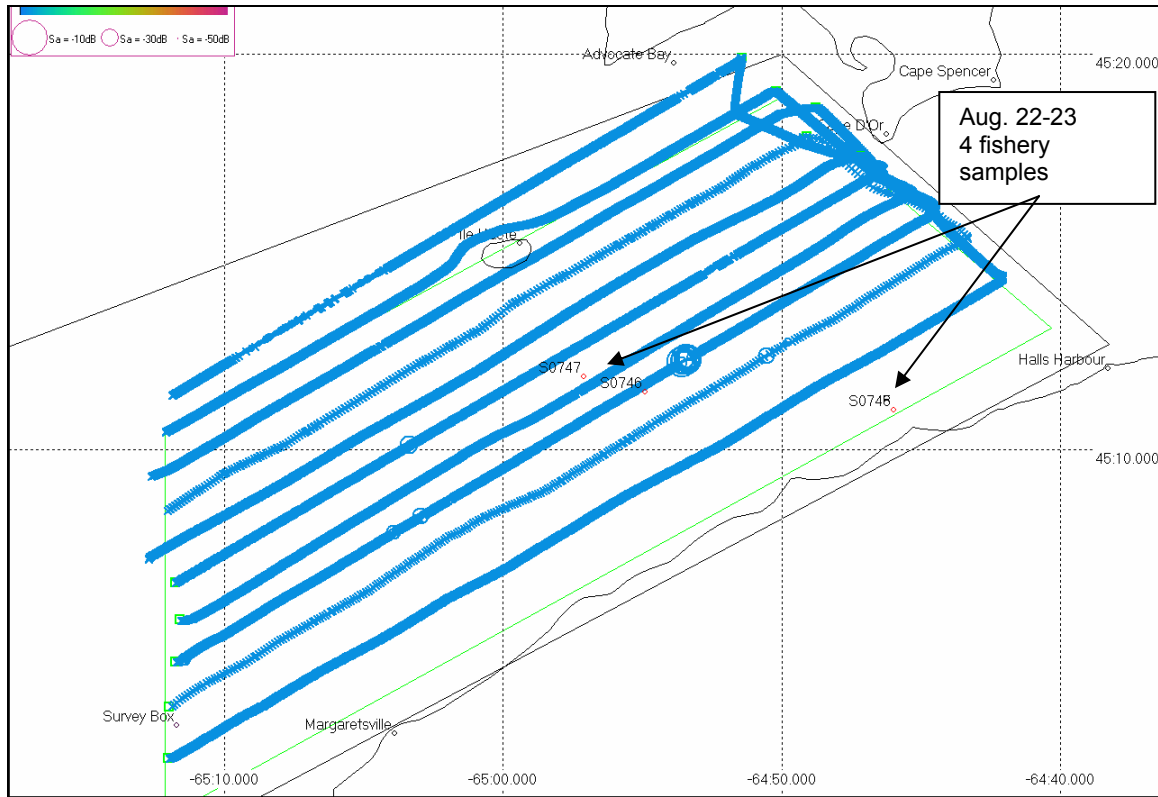 Sa = -10dB Sa = -30dB Sa = -50dB
Advocate Bay
45:20.000
Cape Spencer
D'Or
Aug. 22-23
4 fishery
samples
Halls Harbour
S0747
S0746
45:10.000
Survey Box
Margaretsville
-65:10.000 -65:00.000 -64:50.000 -64:40.000